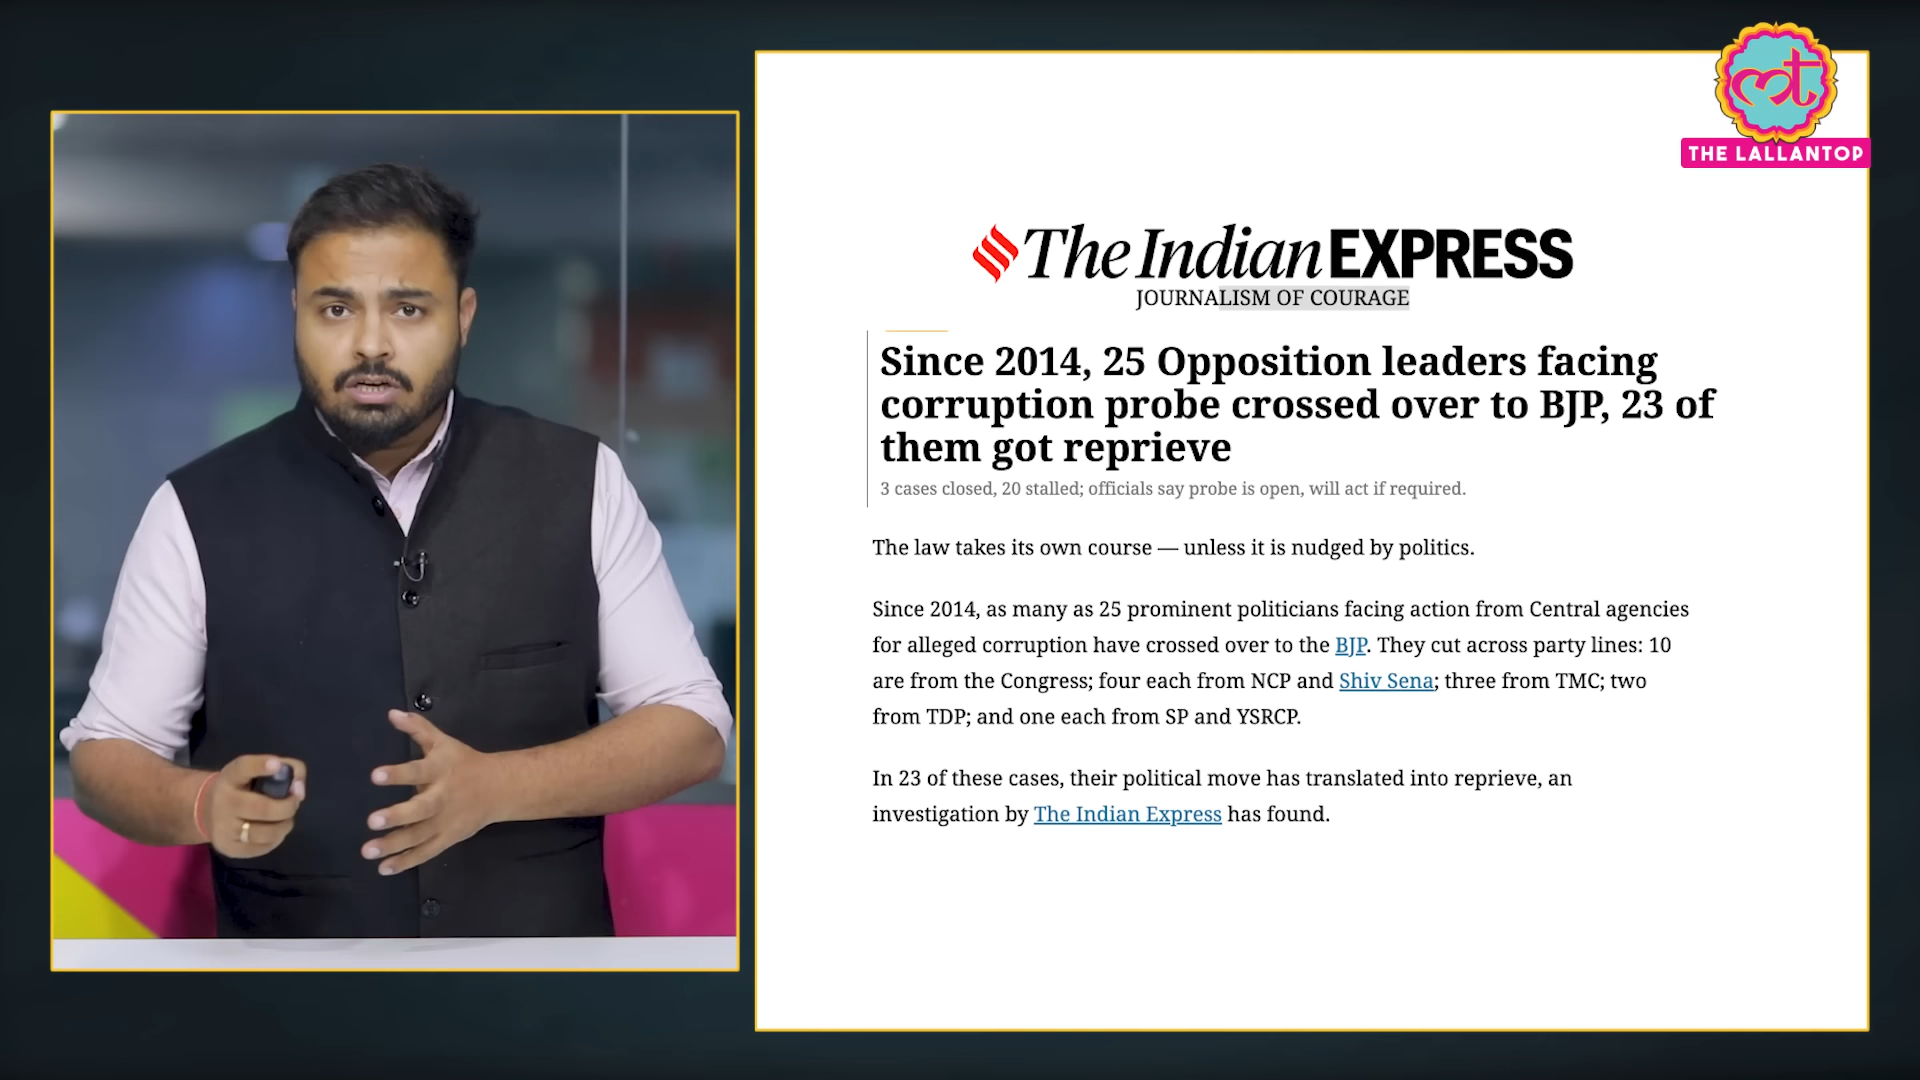 mt
THE LALLANTOP
The Indian EXPRESS
JOURNALISM OF COURAGE
Since 2014, 25 Opposition leaders facing
corruption probe crossed over to BJP, 23 of
them got reprieve
3 cases closed, 20 stalled; officials say probe is open, will act if required.
The law takes its own course — unless it is nudged by politics.
Since 2014, as many as 25 prominent politicians facing action from Central agencies
for alleged corruption have crossed over to the BJP. They cut across party lines: 10
are from the Congress; four each from NCP and Shiv Sena; three from TMC; two
from TDP; and one each from SP and YSRCP.
In 23 of these cases, their political move has translated into reprieve, an
investigation by The Indian Express has found.